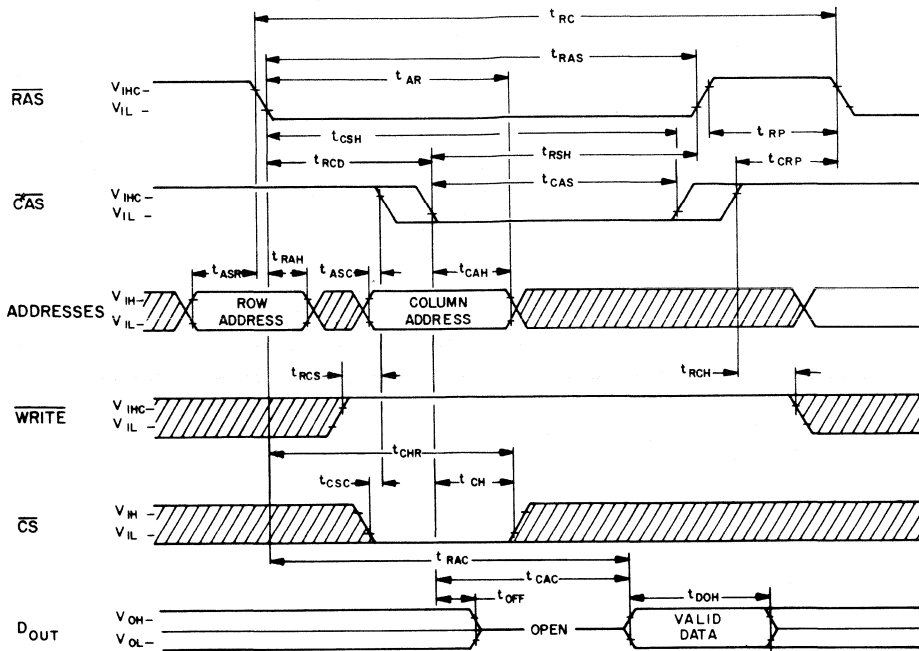 tRC
tRAS
tAR
RAS
VIHC
VIL
tCSH
tRP
tRCD
tRSH
tCRP
tCAS
CAS
VIHC
VIL
tASR
tRAH
tASC
tCAH
ADDRESSES
VIH
VIL
ROW ADDRESS
COLUMN ADDRESS
tRCS
tRCH
WRITE
VIHC
VIL
tCHR
tCSC
tCH
CS
VIH
VIL
tRAC
tCAC
tOFF
tDOH
DOUT
VOH
VOL
OPEN
VALID DATA